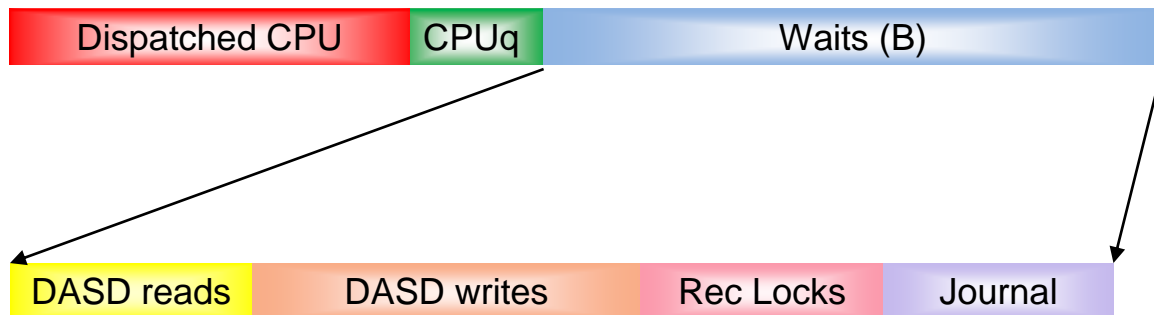 Dispatched CPU CPUq Waits (B)
DASD reads DASD writes Rec Locks Journal